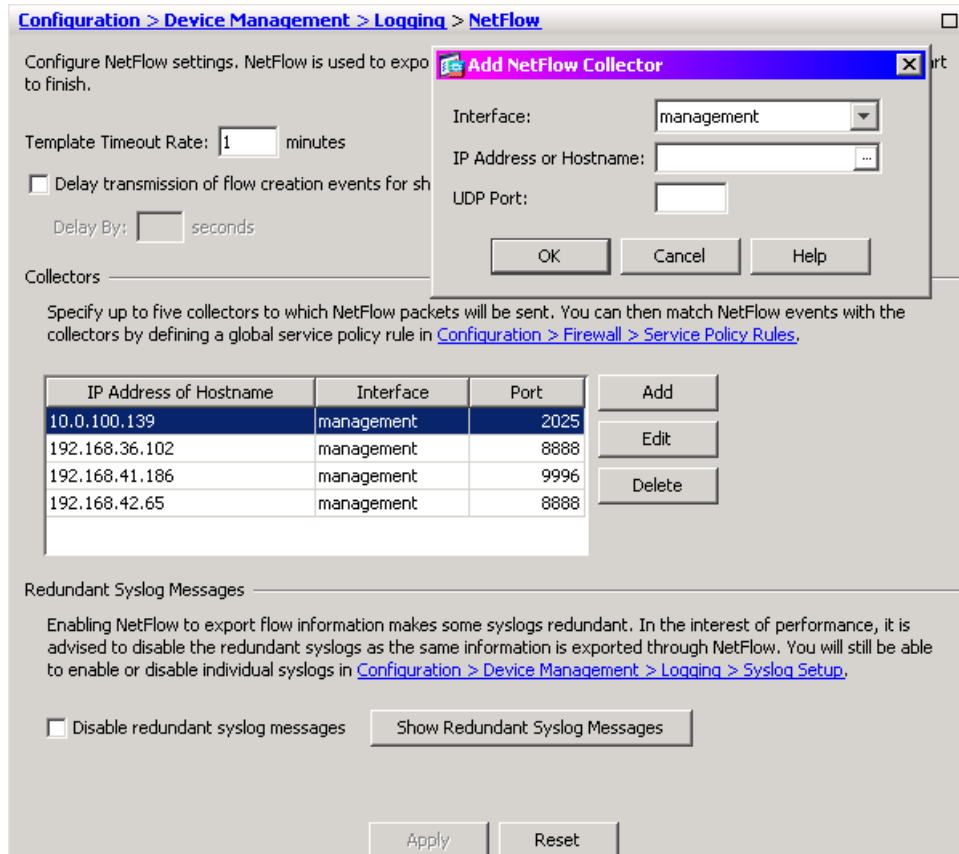 Configuration > Device Management > Logging > NetFlow
Configure NetFlow settings. NetFlow is used to expo
rt
to finish.
Template Timeout Rate: 1 minutes
Delay transmission of flow creation events for sh
Delay By: seconds
Add NetFlow Collector
Interface: management
IP Address or Hostname: ...
UDP Port:
OK Cancel Help
Collectors
Specify up to five collectors to which NetFlow packets will be sent. You can then match NetFlow events with the
collectors by defining a global service policy rule in Configuration > Firewall > Service Policy Rules.
IP Address of Hostname Interface Port
10.0.100.139 management 2025
192.168.36.102 management 8888
192.168.41.186 management 9996
192.168.42.65 management 8888
Add
Edit
Delete
Redundant Syslog Messages
Enabling NetFlow to export flow information makes some syslogs redundant. In the interest of performance, it is
advised to disable the redundant syslogs as the same information is exported through NetFlow. You will still be able
to enable or disable individual syslogs in Configuration > Device Management > Logging > Syslog Setup.
Disable redundant syslog messages Show Redundant Syslog Messages
Apply Reset